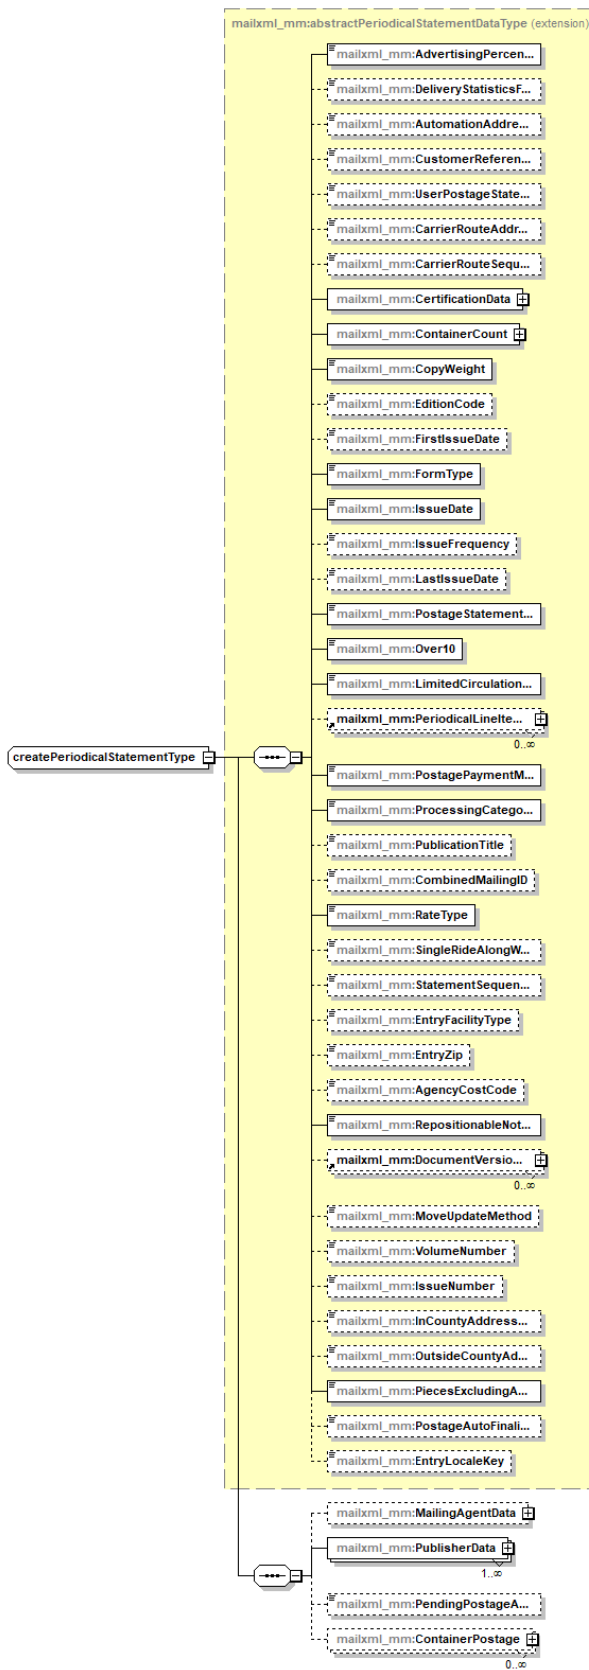 mailxml_mm:abstractPeriodicalStatementDataType (extension)
mailxml_mm:AdvertisingPercen...
mailxml_mm:DeliveryStatisticsF...
mailxml_mm:AutomationAddre...
mailxml_mm:CustomerReferen...
mailxml_mm:UserPostageState...
mailxml_mm:CarrierRouteAddr...
mailxml_mm:CarrierRouteSequ...
mailxml_mm:CertificationData
mailxml_mm:ContainerCount
mailxml_mm:CopyWeight
mailxml_mm:EditionCode
mailxml_mm:FirstIssueDate
mailxml_mm:FormType
mailxml_mm:IssueDate
mailxml_mm:IssueFrequency
mailxml_mm:LastIssueDate
mailxml_mm:PostageStatement...
mailxml_mm:Over10
mailxml_mm:LimitedCirculation...
mailxml_mm:PeriodicalLineIte...
0..∞
createPeriodicalStatementType
mailxml_mm:PostagePaymentM...
mailxml_mm:ProcessingCatego...
mailxml_mm:PublicationTitle
mailxml_mm:CombinedMailingID
mailxml_mm:RateType
mailxml_mm:SingleRideAlongW...
mailxml_mm:StatementSequen...
mailxml_mm:EntryFacilityType
mailxml_mm:EntryZip
mailxml_mm:AgencyCostCode
mailxml_mm:RepositionableNot...
mailxml_mm:DocumentVersio...
0..∞
mailxml_mm:MoveUpdateMethod
mailxml_mm:VolumeNumber
mailxml_mm:IssueNumber
mailxml_mm:InCountyAddress...
mailxml_mm:OutsideCountyAd...
mailxml_mm:PiecesExcludingA...
mailxml_mm:PostageAutoFinali...
mailxml_mm:EntryLocaleKey
mailxml_mm:MailingAgentData
mailxml_mm:PublisherData
1..∞
mailxml_mm:PendingPostageA...
mailxml_mm:ContainerPostage
0..∞